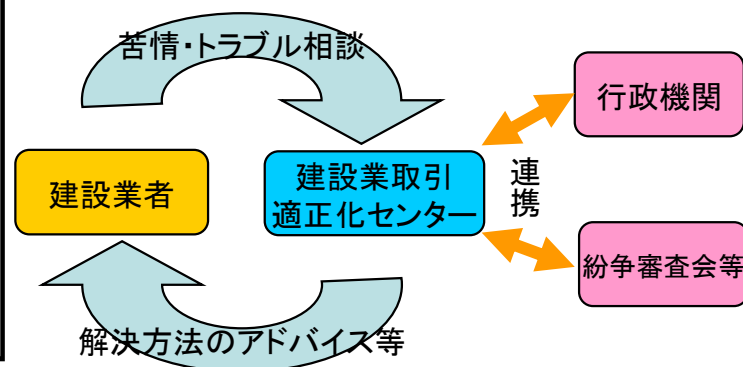 苦情・トラブル相談
行政機関
建設業者
建設業取引
適正化センター
連携
紛争審査会等
解決方法のアドバイス等